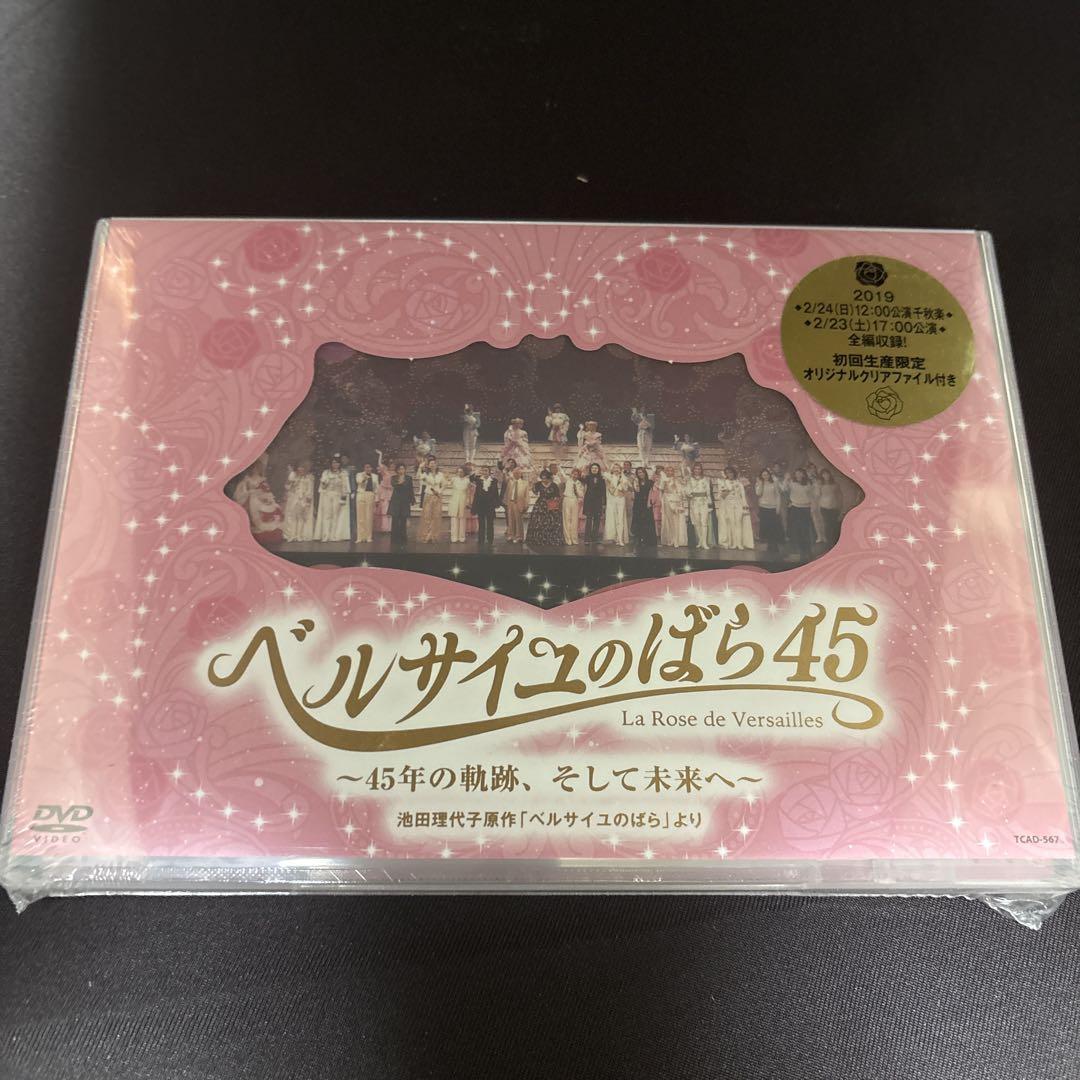 2019
◆2/24(日)12:00公演千秋楽◆
◆2/23(土)17:00公演◆
全編収録!
初回生産限定
オリジナルクリアファイル付き
ベルサイユのばら45
La Rose de Versailles
～45年の軌跡、そして未来へ～
池田理代子原作「ベルサイユのばら」より
DVD
VIDEO
TCAD-567